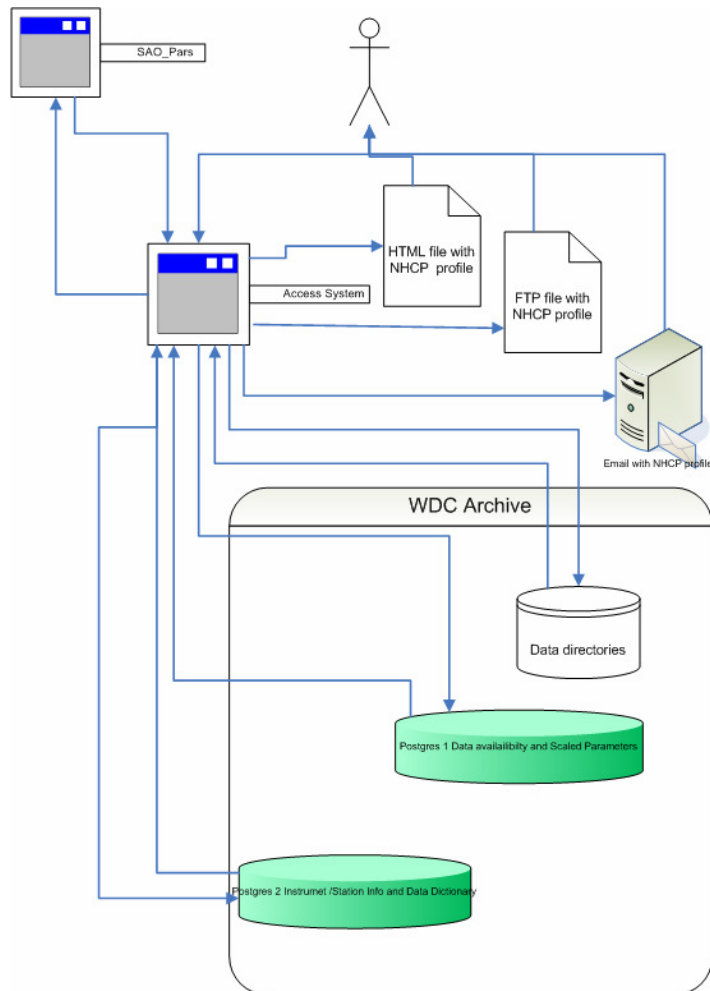 SAO_Pars
HTML file with
NHCP profile
Access System
FTP file with
NHCP profile
Email with NHCP profile
WDC Archive
Data directories
Postgres 1 Data availailibilty and Scaled Parameters
Postgres 2 Instrumet /Station Info and Data Dictionary